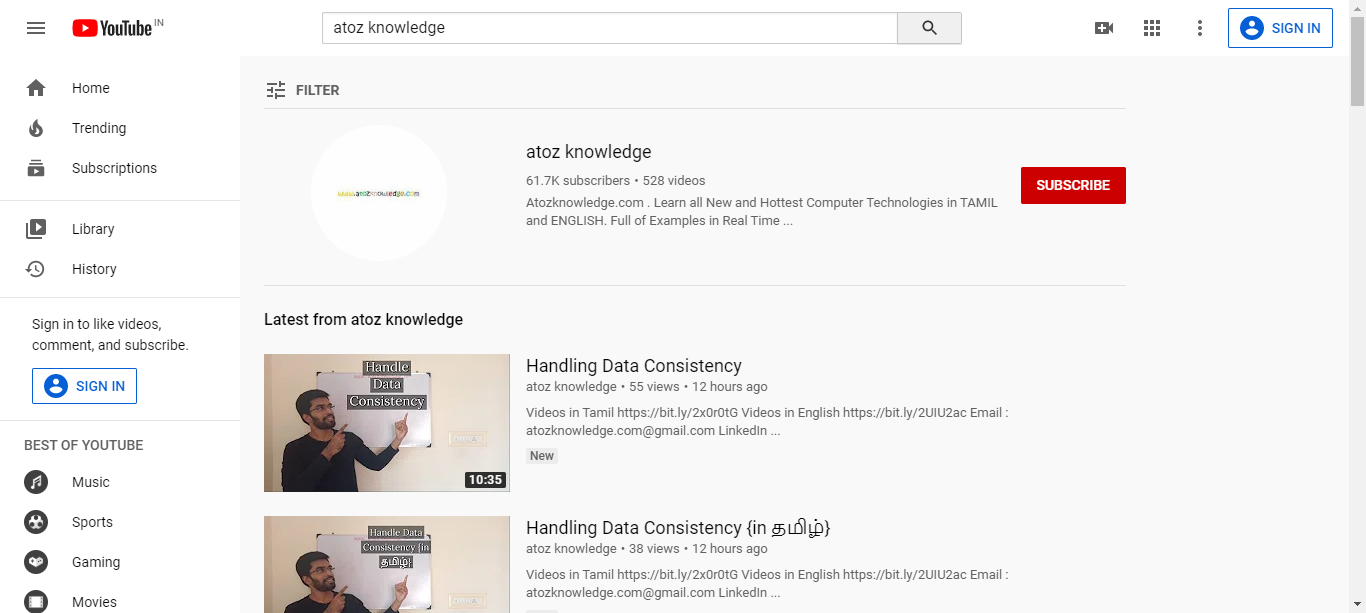 YouTube IN
atoz knowledge
SIGN IN
Home
Trending
Subscriptions
Library
History
Sign in to like videos,
comment, and subscribe.
SIGN IN
BEST OF YOUTUBE
Music
Sports
Gaming
Movies
FILTER
www.atozknowledge.com
atoz knowledge
61.7K subscribers • 528 videos
Atozknowledge.com . Learn all New and Hottest Computer Technologies in TAMIL
and ENGLISH. Full of Examples in Real Time ...
SUBSCRIBE
Latest from atoz knowledge
Handle
Data
Consistency
10:35
Handling Data Consistency
atoz knowledge • 55 views • 12 hours ago
Videos in Tamil https://bit.ly/2x0r0tG Videos in English https://bit.ly/2UIU2ac Email :
atozknowledge.com@gmail.com LinkedIn ...
New
Handle Data
Consistency {in
தமிழ்}
Handling Data Consistency {in தமிழ்}
atoz knowledge • 38 views • 12 hours ago
Videos in Tamil https://bit.ly/2x0r0tG Videos in English https://bit.ly/2UIU2ac Email :
atozknowledge.com@gmail.com LinkedIn ...